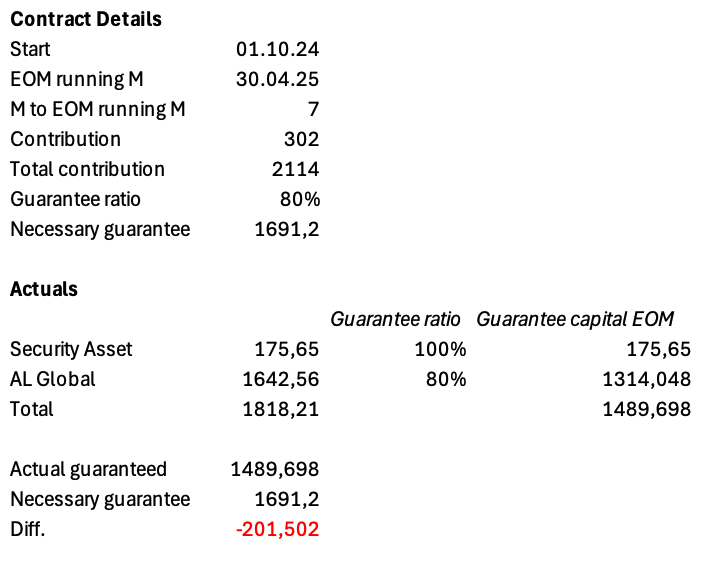 Contract Details
Start 01.10.24
EOM running M 30.04.25
M to EOM running M 7
Contribution 302
Total contribution 2114
Guarantee ratio 80%
Necessary guarantee 1691,2
Actuals
Guarantee ratio Guarantee capital EOM
Security Asset 175,65 100% 175,65
AL Global 1642,56 80% 1314,048
Total 1818,21 1489,698
Actual guaranteed 1489,698
Necessary guarantee 1691,2
Diff. -201,502